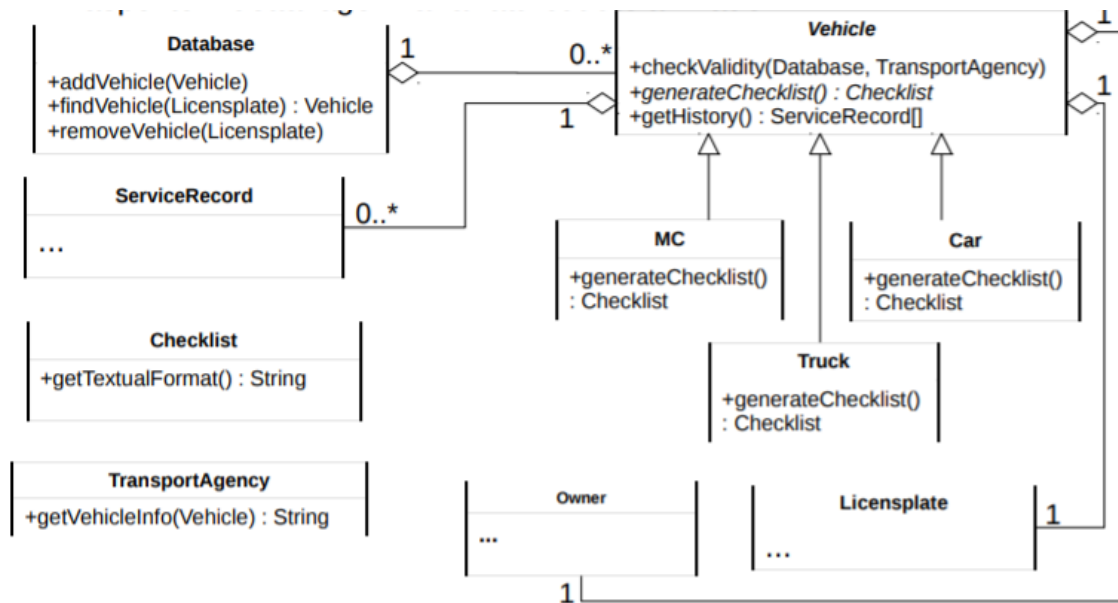 Database
+addVehicle(Vehicle)
+findVehicle(Licensplate) : Vehicle
+removeVehicle(Licensplate)
1
0..*
Vehicle
+checkValidity(Database, TransportAgency)
+generateChecklist() : Checklist
+getHistory() : ServiceRecord[]
1
1
1
ServiceRecord
...
0..*
MC
+generateChecklist()
: Checklist
Car
+generateChecklist()
: Checklist
Truck
+generateChecklist()
: Checklist
Checklist
+getTextualFormat() : String
TransportAgency
+getVehicleInfo(Vehicle) : String
Owner
...
1
Licensplate
...
1